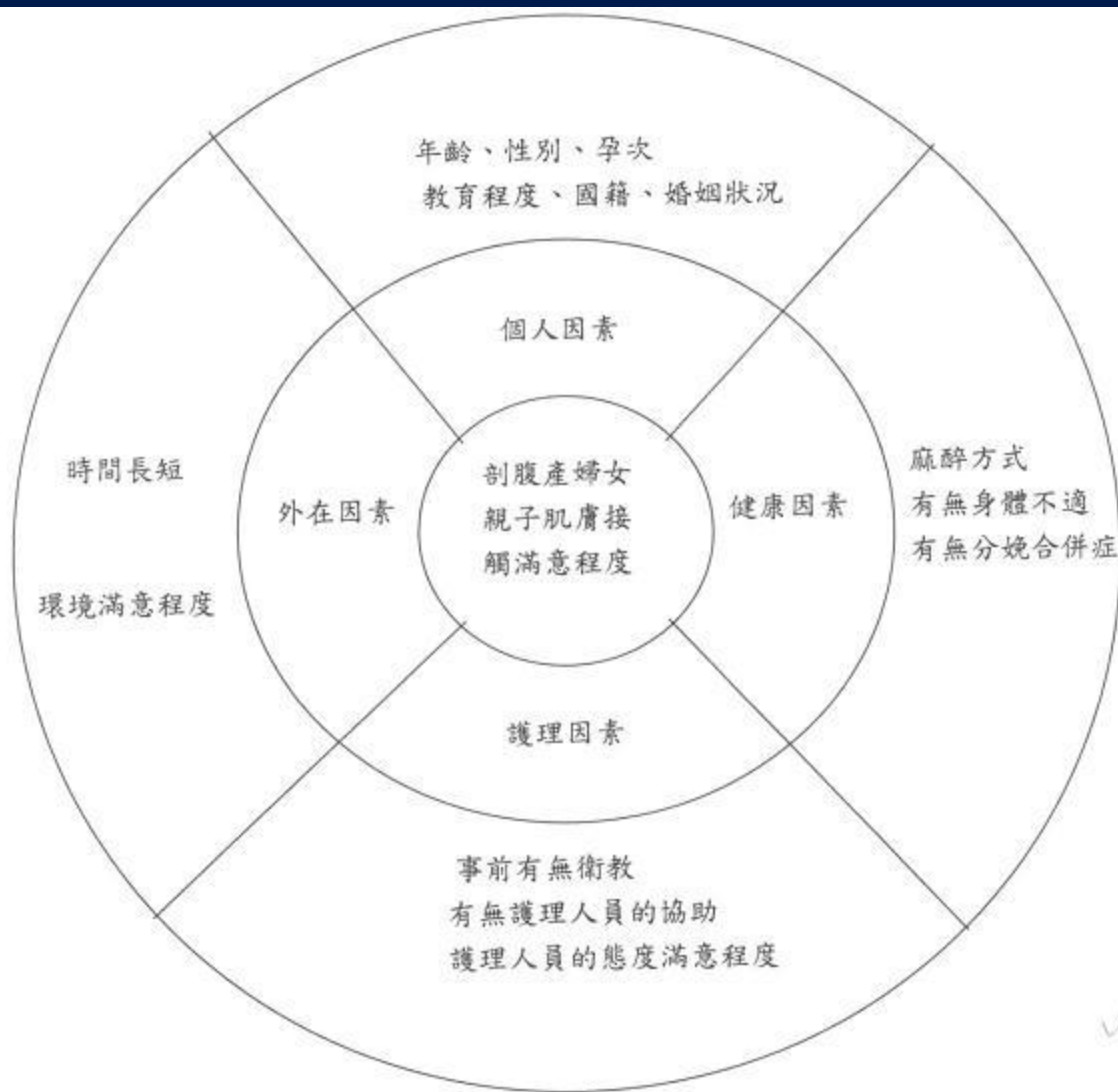 年齡、性別、孕次
教育程度、國籍、婚姻狀況
個人因素
時間長短
環境滿意程度
外在因素
剖腹產婦女
親子肌膚接
觸滿意程度
健康因素
麻醉方式
有無身體不適
有無分娩合併症
護理因素
事前有無衛教
有無護理人員的協助
護理人員的態度滿意程度